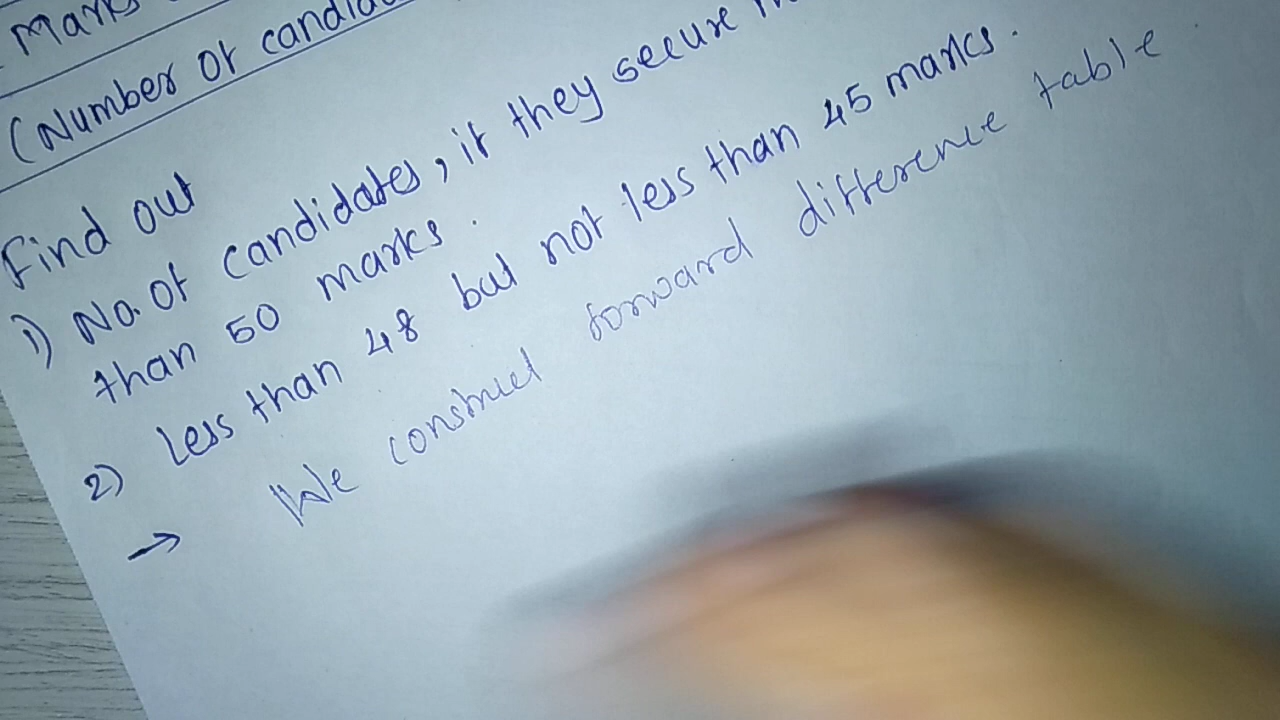 Marks
(Number of candida
Find out
1) No. of candidates, if they secure
than 50 marks.
2) Less than 48 but not less than 45 marks.
→ We construct forward difference table.